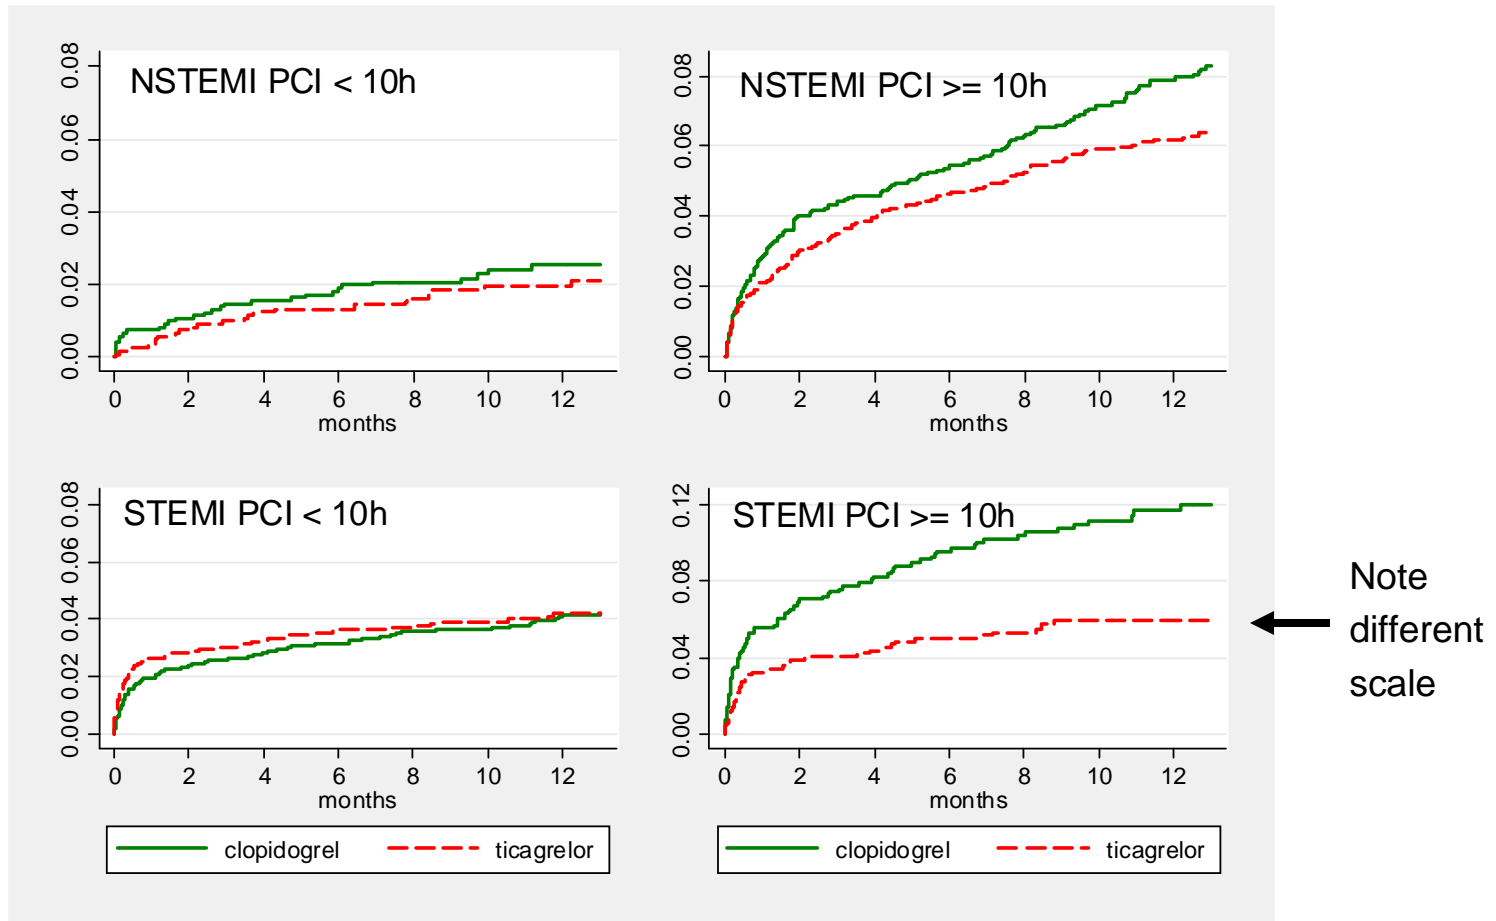 NSTEMI PCI < 10h
0.08
0.06
0.04
0.02
0.00
0 2 4 6 8 10 12
months
NSTEMI PCI >= 10h
0.08
0.06
0.04
0.02
0.00
0 2 4 6 8 10 12
months
STEMI PCI < 10h
0.08
0.06
0.04
0.02
0.00
0 2 4 6 8 10 12
months
clopidogrel ticagrelor
STEMI PCI >= 10h
0.12
0.08
0.04
0.00
0 2 4 6 8 10 12
months
clopidogrel ticagrelor
Note
different
scale